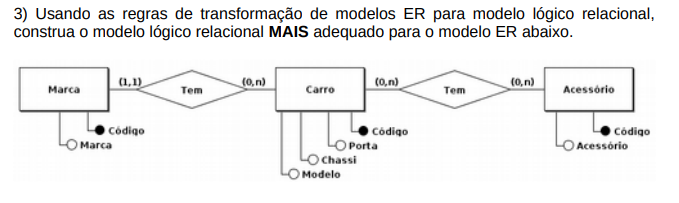 3) Usando as regras de transformação de modelos ER para modelo lógico relacional,
construa o modelo lógico relacional MAIS adequado para o modelo ER abaixo.
Marca (1,1) Tem (0,n) Carro (0,n) Tem (0,n) Acessório
Código Código Código
Marca Porta Acessório
Chassi
Modelo